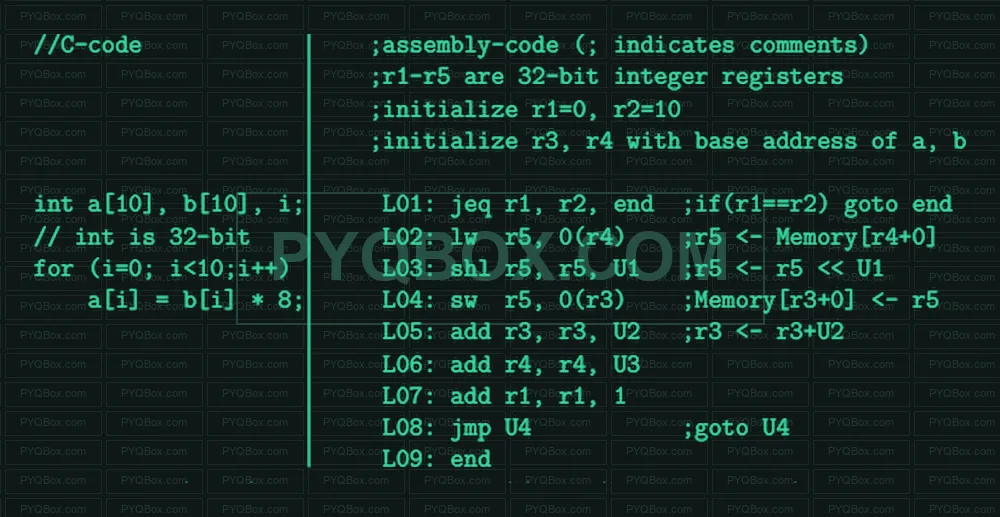 //C-code
;assembly-code (; indicates comments)
;r1-r5 are 32-bit integer registers
;initialize r1=0, r2=10
;initialize r3, r4 with base address of a, b
int a[10], b[10], i; L01: jeq r1, r2, end ;if(r1==r2) goto end
// int is 32-bit L02: lw r5, 0(r4) ;r5 <- Memory[r4+0]
for (i=0; i<10;i++) L03: shl r5, r5, U1 ;r5 <- r5 << U1
a[i] = b[i] * 8; L04: sw r5, 0(r3) ;Memory[r3+0] <- r5
L05: add r3, r3, U2 ;r3 <- r3+U2
L06: add r4, r4, U3
L07: add r1, r1, 1
L08: jmp U4 ;goto U4
L09: end
PYQBOX.COM
PYQBox.com